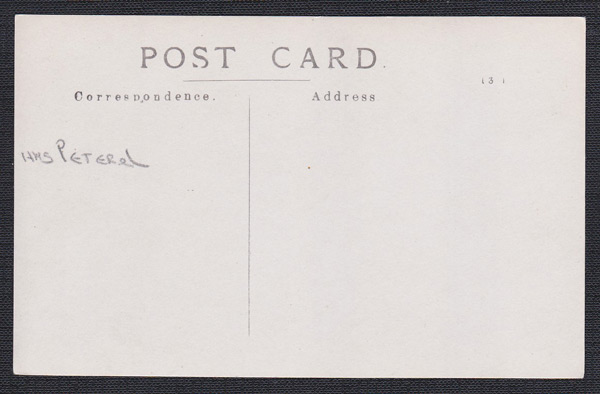 POST CARD.
Correspondence.
Address
HMS PETEREL